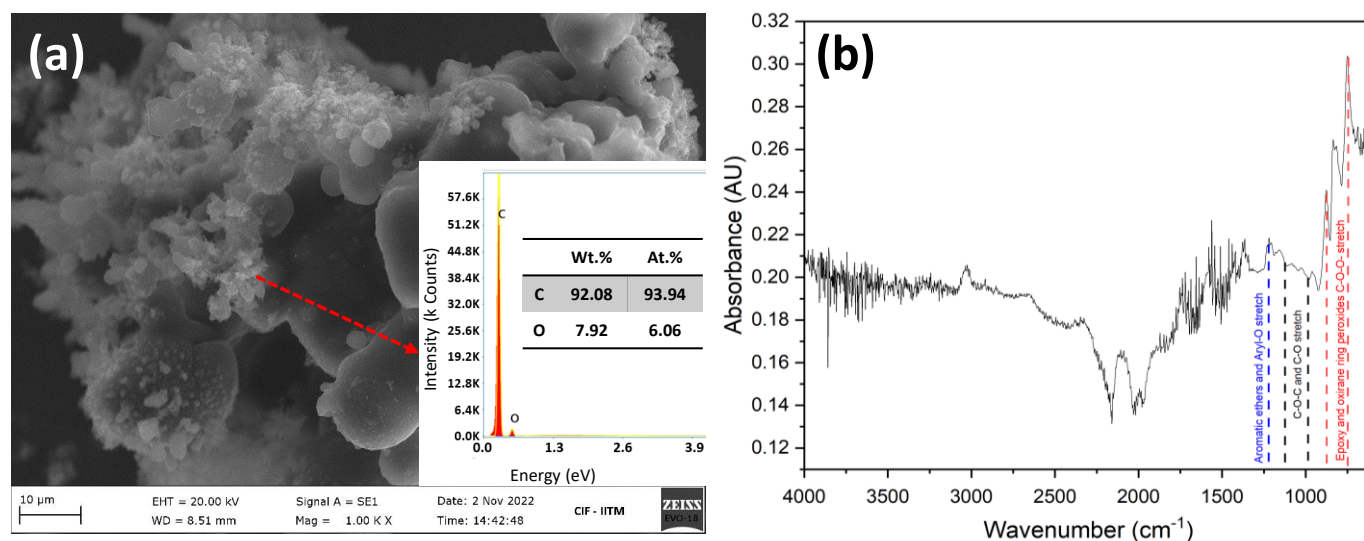 (a)
57.6K
51.2K
44.8K
38.4K
32.0K
25.6K
19.2K
12.8K
6.4K
0.0K
Intensity (k Counts)
C
O
Wt.% At.%
C 92.08 93.94
O 7.92 6.06
0.0 1.3 2.6 3.9
Energy (eV)
10 µm
EHT = 20.00 kV
WD = 8.51 mm
Signal A = SE1
Mag = 1.00 K X
Date: 2 Nov 2022
Time: 14:42:48
CIF - IITM
ZEISS
EVO-18
(b)
0.32
0.30
0.28
0.26
0.24
0.22
0.20
0.18
0.16
0.14
0.12
Absorbance (AU)
Aromatic ethers and Aryl-O stretch
C-O-C and C-O stretch
Epoxy and oxirane ring peroxides C-O-O- stretch
4000 3500 3000 2500 2000 1500 1000
Wavenumber (cm-1)